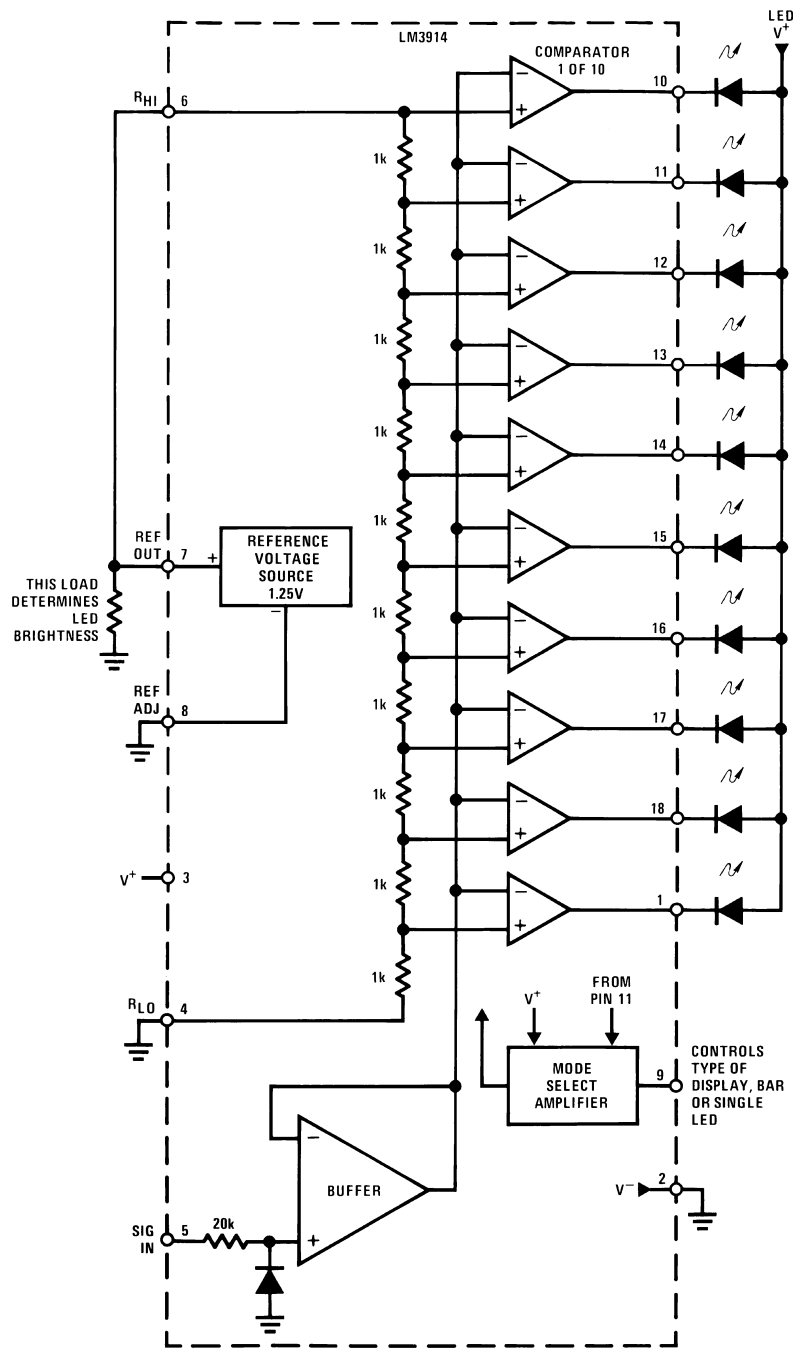 LED
V+
LM3914
COMPARATOR
1 OF 10
−
+
10
RHI
6
1k
−
+
11
1k
−
+
12
1k
−
+
13
1k
−
+
14
1k
−
+
15
REF
OUT
7
+
REFERENCE
VOLTAGE
SOURCE
1.25V
−
THIS LOAD
DETERMINES
LED
BRIGHTNESS
1k
−
+
16
REF
ADJ
8
1k
−
+
17
1k
−
+
18
V+
3
1k
−
+
1
1k
RLO
4
V+
FROM
PIN 11
MODE
SELECT
AMPLIFIER
9
CONTROLS
TYPE OF
DISPLAY, BAR
OR SINGLE
LED
−
BUFFER
+
V−
2
SIG
IN
5
20k